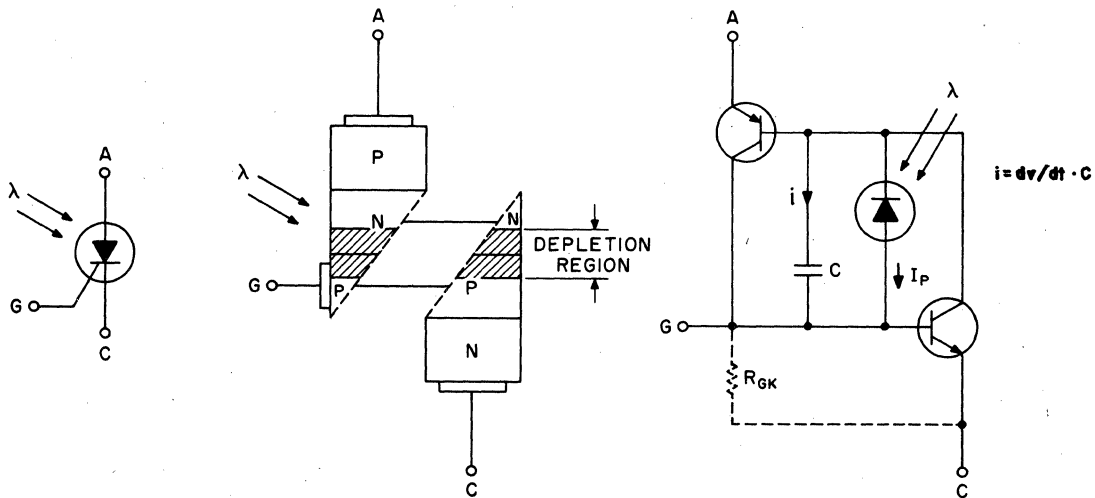 A
λ
G
C
A
λ
P
N
N
DEPLETION
REGION
G
P
P
N
C
A
λ
i = dv/dt · C
i
C
I_P
G
R_GK
C